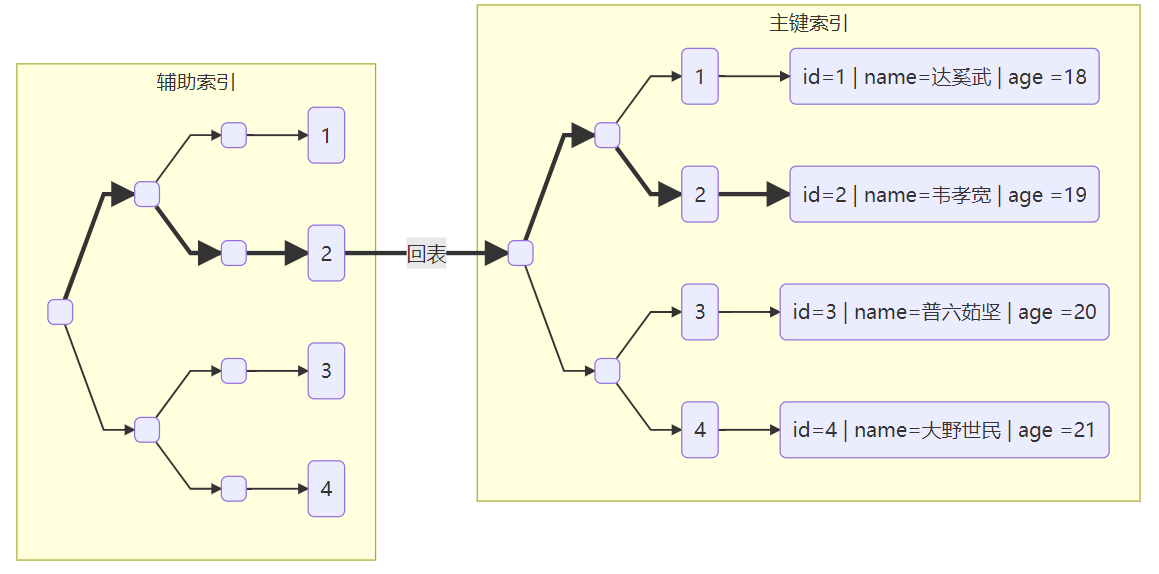 辅助索引
1
2
3
4
回表
主键索引
1
id=1 | name=达奚武 | age =18
2
id=2 | name=韦孝宽 | age =19
3
id=3 | name=普六茹坚 | age =20
4
id=4 | name=大野世民 | age =21